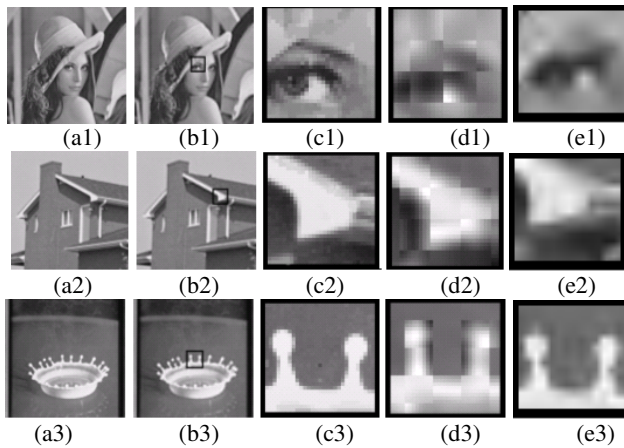 (a1) (b1) (c1) (d1) (e1)
(a2) (b2) (c2) (d2) (e2)
(a3) (b3) (c3) (d3) (e3)